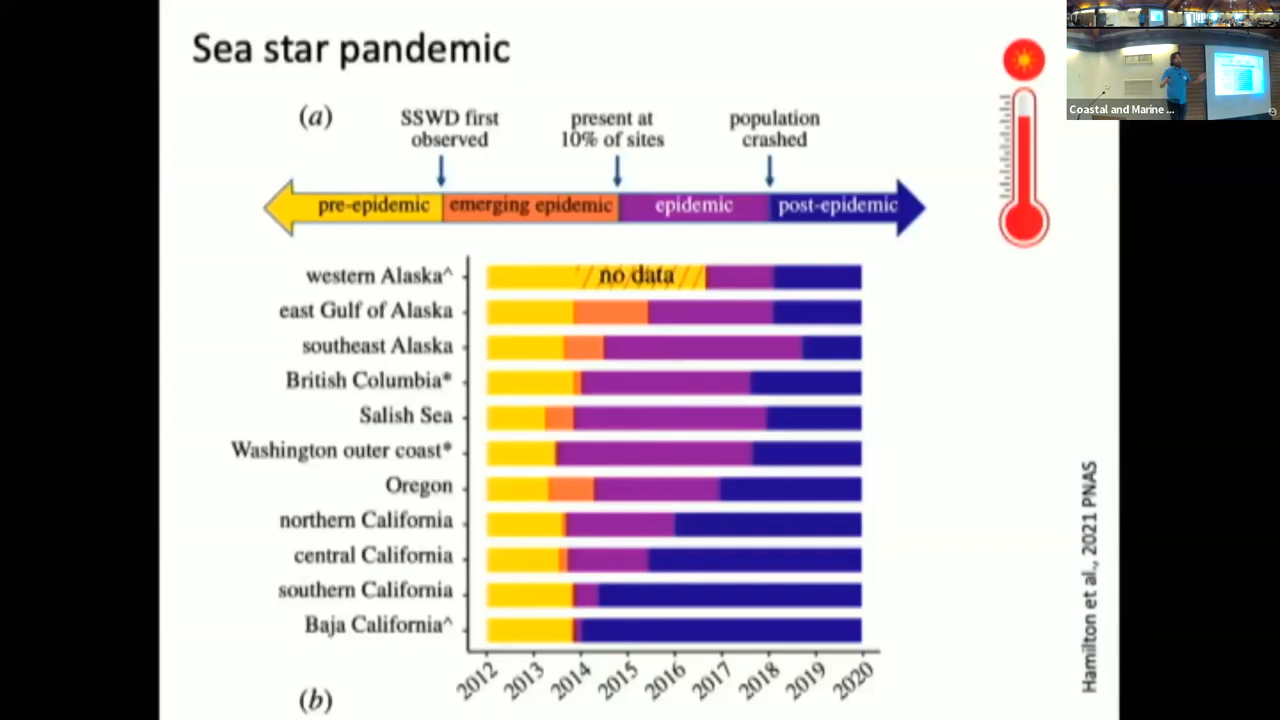 Sea star pandemic
Coastal and Marine ...
(a)
SSWD first
observed
present at
10% of sites
population
crashed
pre-epidemic
emerging epidemic
epidemic
post-epidemic
western Alaska^
no data
east Gulf of Alaska
southeast Alaska
British Columbia*
Salish Sea
Washington outer coast*
Oregon
northern California
central California
southern California
Baja California^
2012
2013
2014
2015
2016
2017
2018
2019
2020
(b)
Hamilton et al., 2021 PNAS